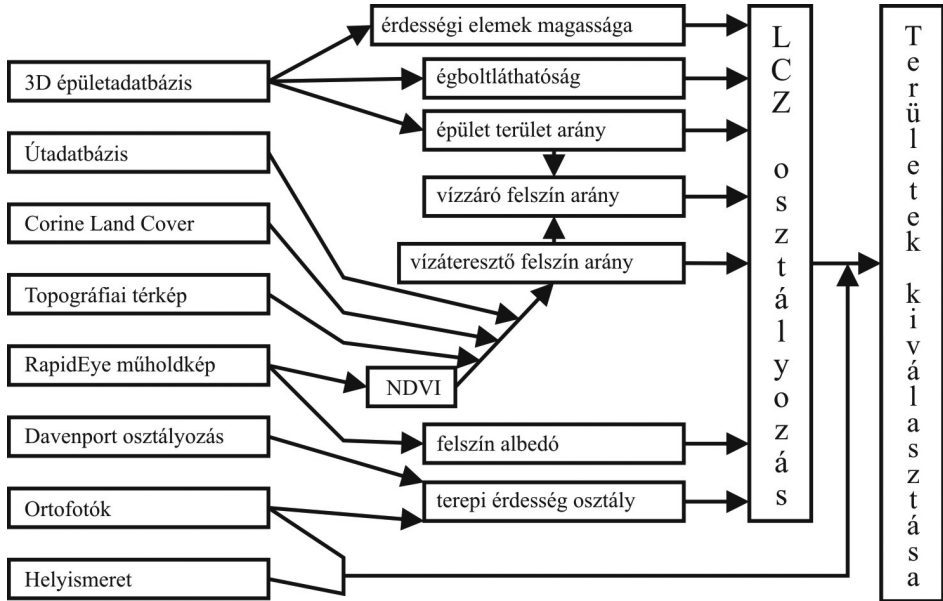 3D épületadatbázis
Útadatbázis
Corine Land Cover
Topográfiai térkép
RapidEye műholdkép
Davenport osztályozás
Ortofotók
Helyismeret
érdességi elemek magassága
égboltláthatóság
épület terület arány
vízzáró felszín arány
vízáteresztő felszín arány
NDVI
felszín albedó
terepi érdesség osztály
LCZ osztályozás
Területek kiválasztása